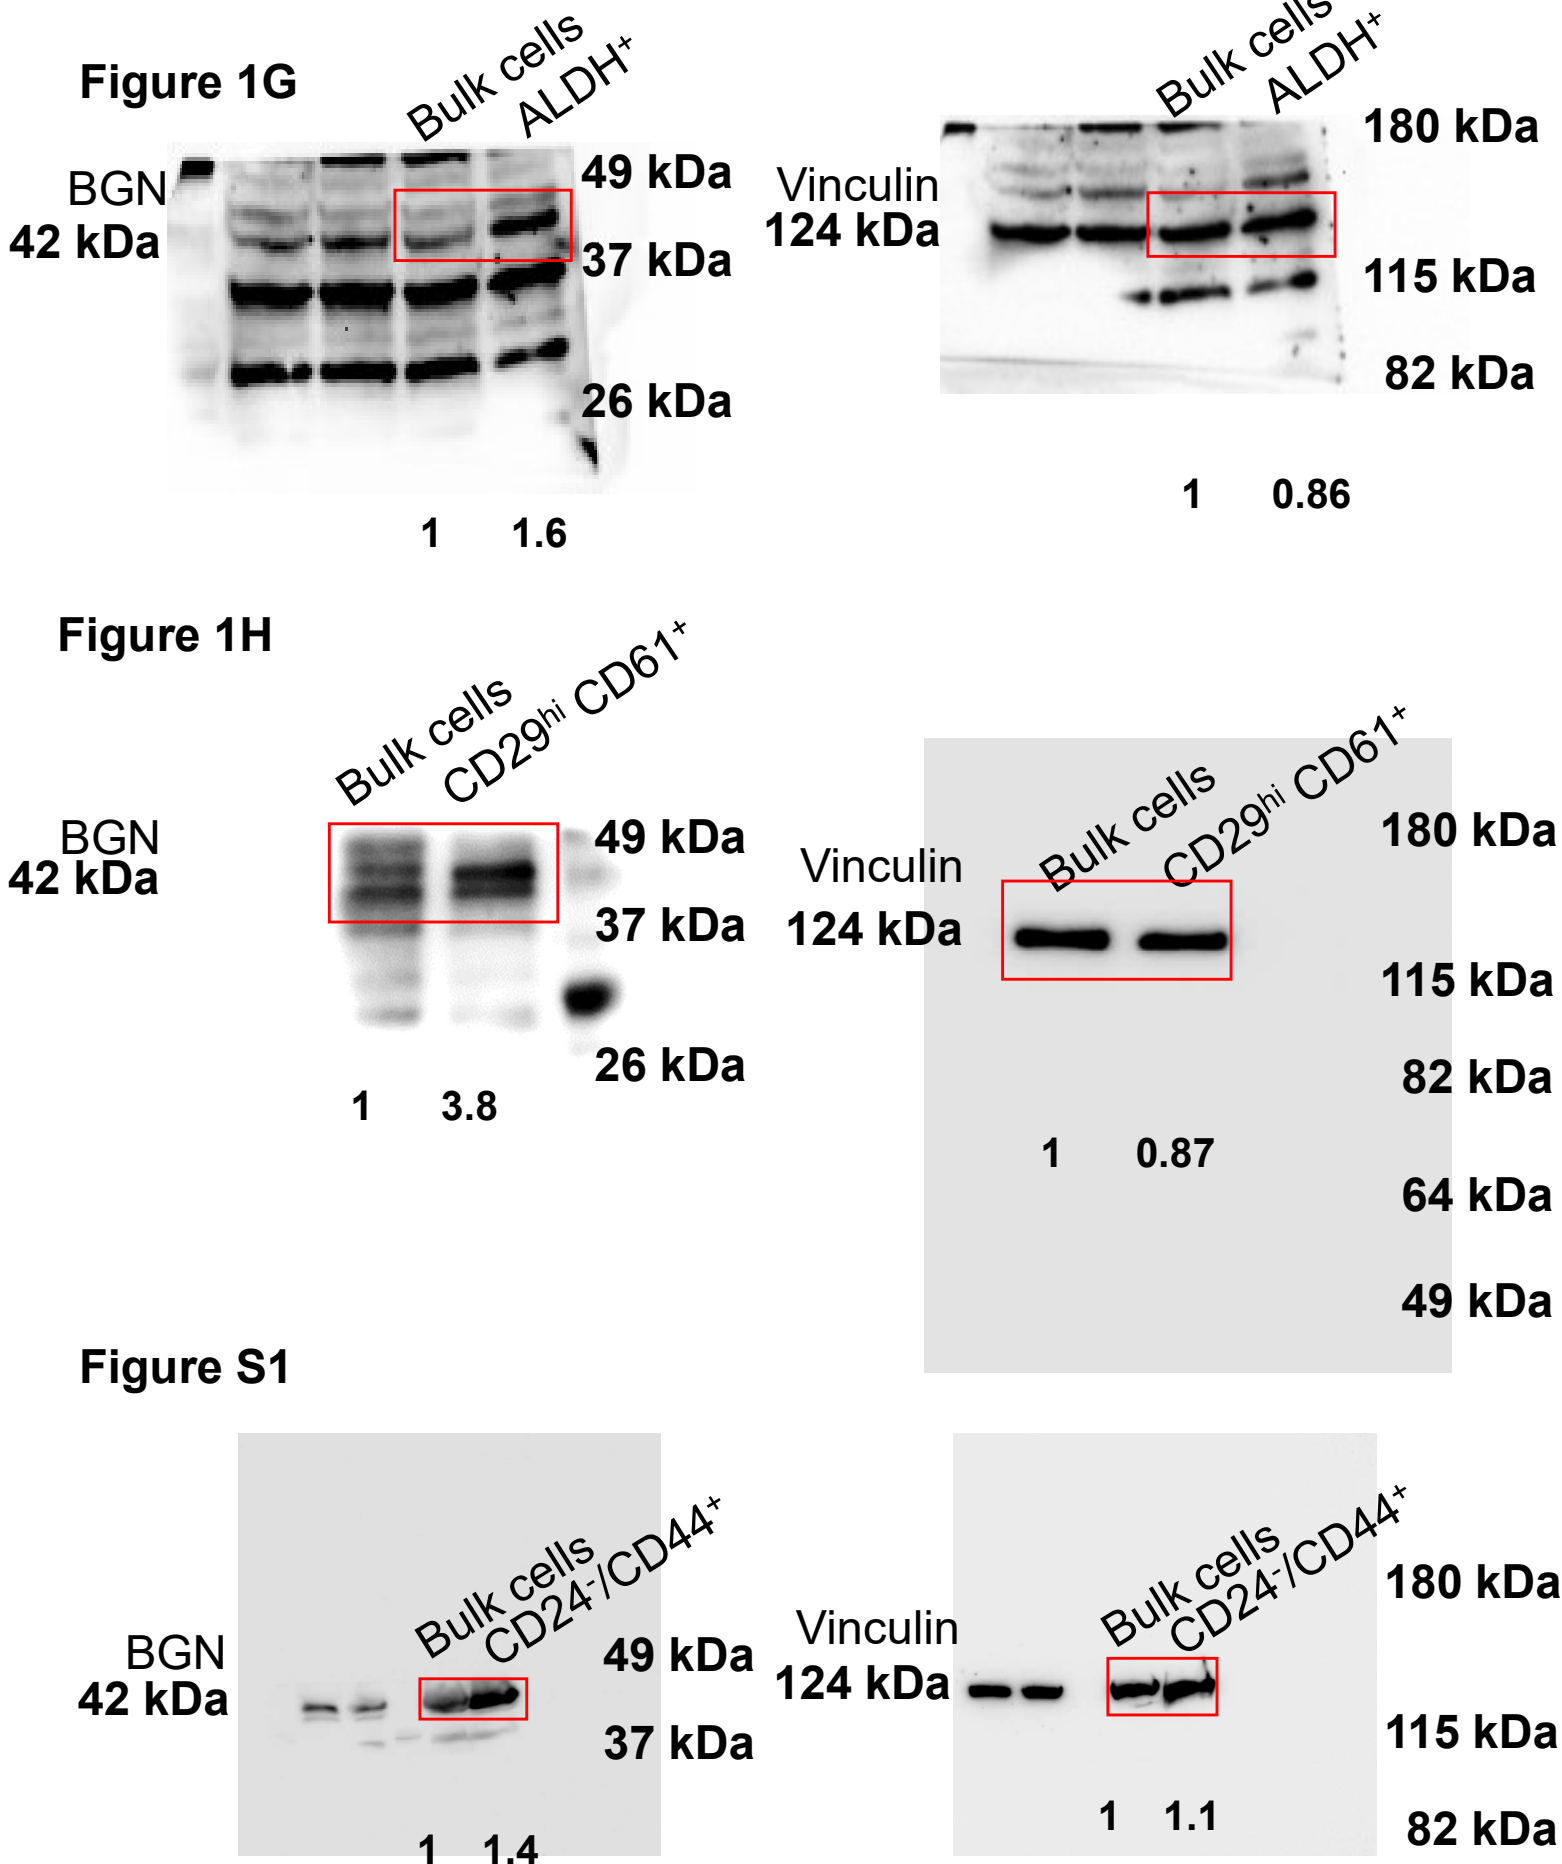 Figure 1G
Bulk cells
ALDH⁺
BGN
42 kDa
49 kDa
37 kDa
26 kDa
1 1.6
Bulk cells
ALDH⁺
Vinculin
124 kDa
180 kDa
115 kDa
82 kDa
1 0.86
Figure 1H
Bulk cells
CD29ʰⁱ CD61⁺
BGN
42 kDa
49 kDa
37 kDa
26 kDa
1 3.8
Bulk cells
CD29ʰⁱ CD61⁺
Vinculin
124 kDa
180 kDa
115 kDa
82 kDa
64 kDa
49 kDa
1 0.87
Figure S1
Bulk cells
CD24⁻/CD44⁺
BGN
42 kDa
49 kDa
37 kDa
1 1.4
Bulk cells
CD24⁻/CD44⁺
Vinculin
124 kDa
180 kDa
115 kDa
82 kDa
1 1.1